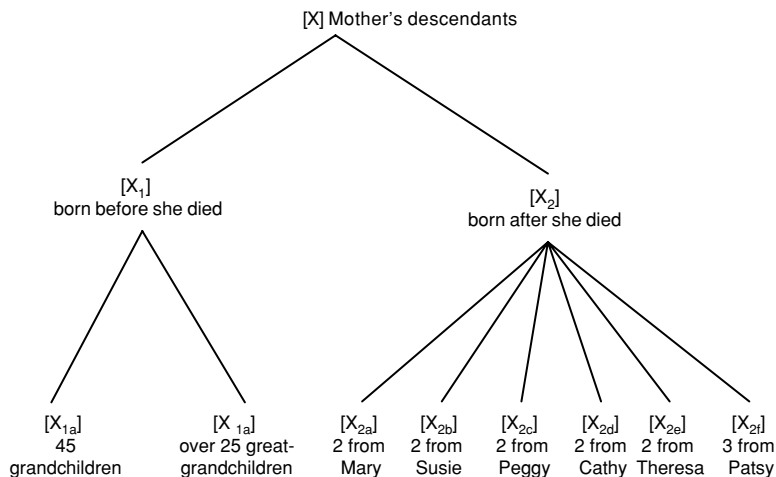 [X] Mother's descendants
[X1]
born before she died
[X2]
born after she died
[X1a]
45
grandchildren
[X 1a]
over 25 great-
grandchildren
[X2a]
2 from
Mary
[X2b]
2 from
Susie
[X2c]
2 from
Peggy
[X2d]
2 from
Cathy
[X2e]
2 from
Theresa
[X2f]
3 from
Patsy